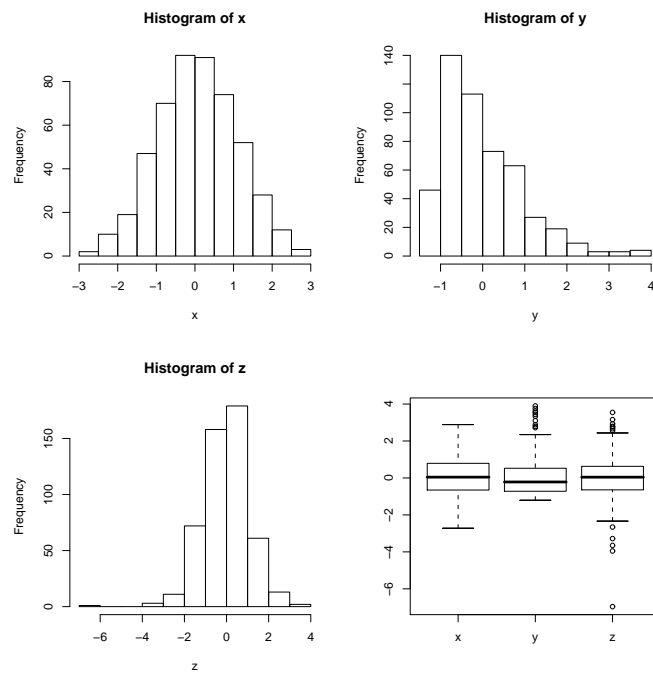 Histogram of x
Frequency
0 20 40 60 80
−3 −2 −1 0 1 2 3
x
Histogram of y
Frequency
0 20 40 60 80 100 140
−1 0 1 2 3 4
y
Histogram of z
Frequency
0 50 100 150
−6 −4 −2 0 2 4
z
4
2
0
−2
−4
−6
x y z